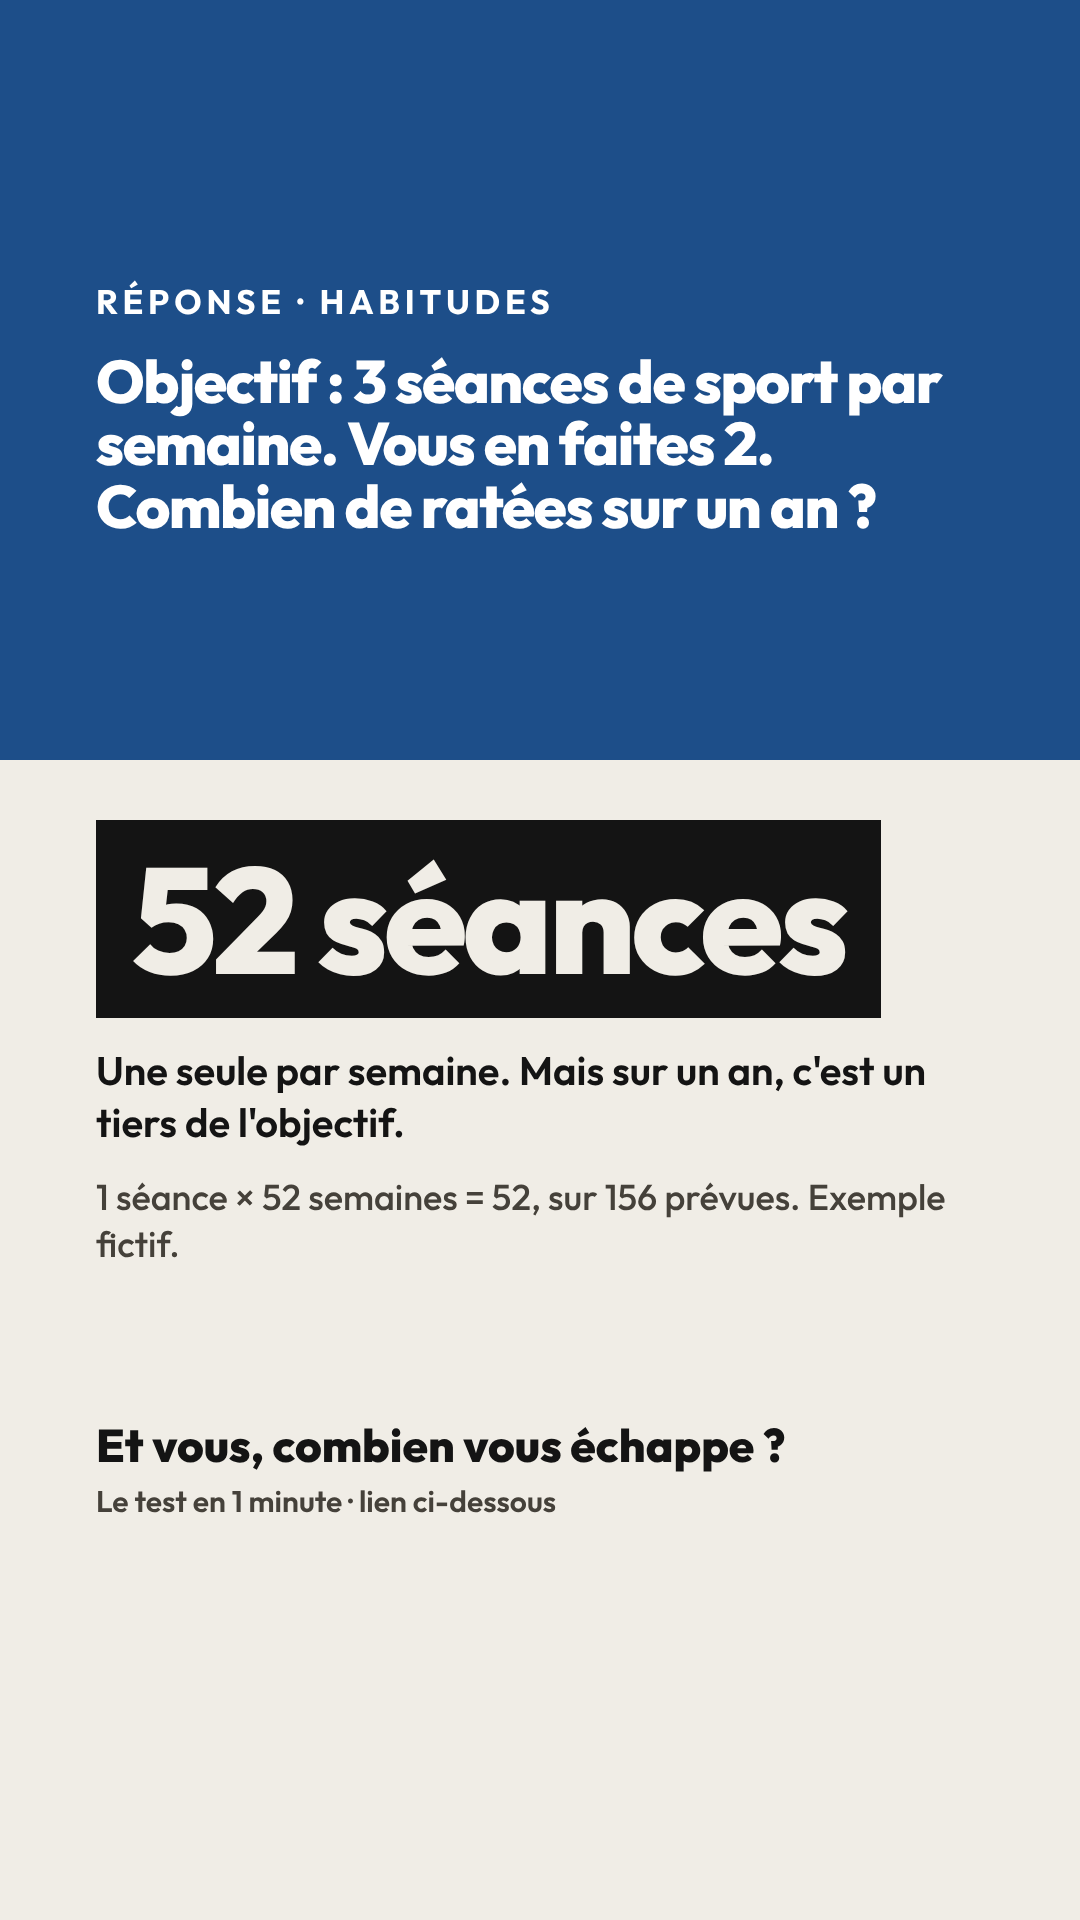 RÉPONSE · HABITUDES
Objectif : 3 séances de sport par
semaine. Vous en faites 2.
Combien de ratées sur un an ?
52 séances
Une seule par semaine. Mais sur un an, c'est un
tiers de l'objectif.
1 séance × 52 semaines = 52, sur 156 prévues. Exemple
fictif.
Et vous, combien vous échappe ?
Le test en 1 minute · lien ci-dessous